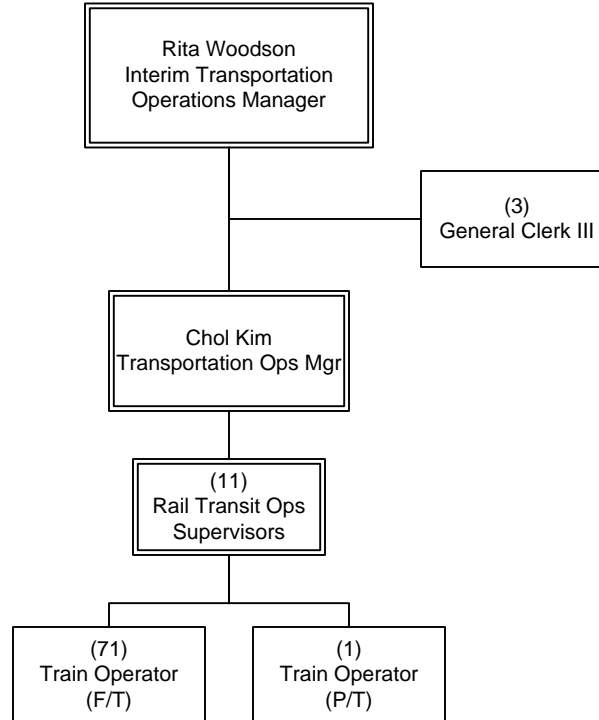 Rita Woodson
Interim Transportation
Operations Manager
(3)
General Clerk III
Chol Kim
Transportation Ops Mgr
(11)
Rail Transit Ops
Supervisors
(71)
Train Operator
(F/T)
(1)
Train Operator
(P/T)